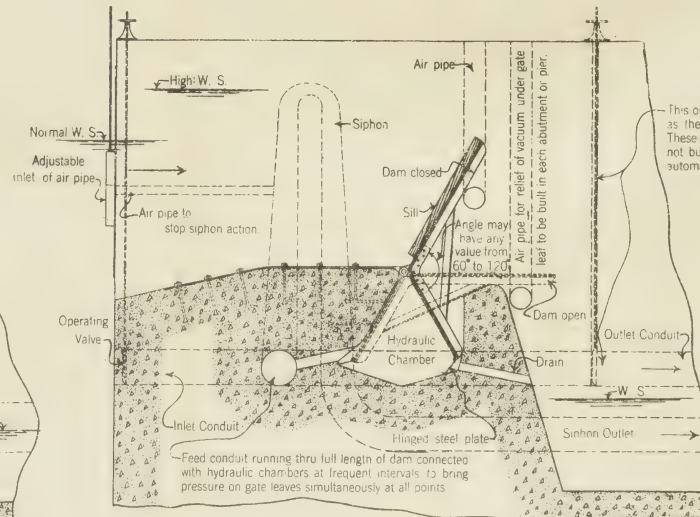 High: W. S.
Normal W. S.
Adjustable
inlet of air pipe
Air pipe to
stop siphon action.
Siphon
Air pipe
Dam closed
Sill
Angle may
have any
value from
60° to 120°
Air pipe for relief of vacuum under gate
leaf to be built in each abutment or pier.
This
as the
These
not
Dam open
Operating
Valve
Hydraulic
Chamber
Drain
Outlet Conduit
W. S
Inlet Conduit
Hinged steel plate
Siphon Outlet
Feed conduit running thru full length of dam connected
with hydraulic chambers at frequent intervals to bring
pressure on gate leaves simultaneously at all points